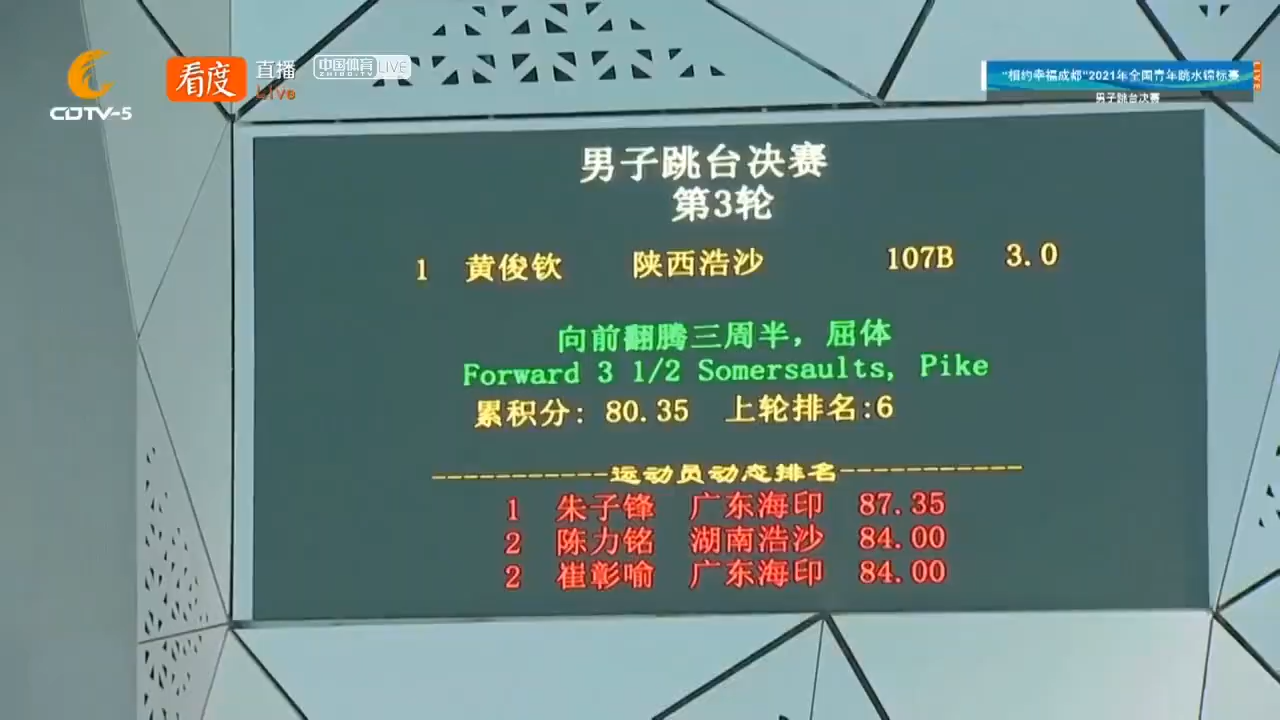 CDTV-5
看度
直播
Live
中国体育 LIVE
ZHIBO.TV
"相约幸福成都"2021年全国青年跳水锦标赛
男子跳台决赛
LIVE
男子跳台决赛
第3轮
1 黄俊钦 陕西浩沙 107B 3.0
向前翻腾三周半，屈体
Forward 3 1/2 Somersaults, Pike
累积分: 80.35 上轮排名:6
-----------运动员动态排名-----------
1 朱子锋 广东海印 87.35
2 陈力铭 湖南浩沙 84.00
2 崔彰喻 广东海印 84.00